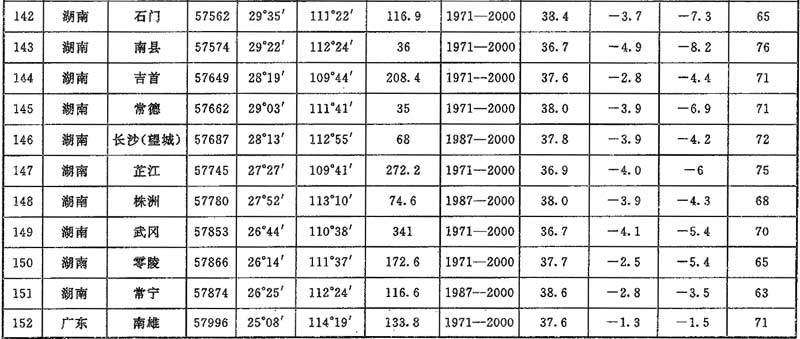 142 湖南 石门 57562 29°35′ 111°22′ 116.9 1971—2000 38.4 −3.7 −7.3 65
143 湖南 南县 57574 29°22′ 112°24′ 36 1971—2000 36.7 −4.9 −8.2 76
144 湖南 吉首 57649 28°19′ 109°44′ 208.4 1971--2000 37.6 −2.8 −4.4 71
145 湖南 常德 57662 29°03′ 111°41′ 35 1971—2000 38.0 −3.9 −6.9 71
146 湖南 长沙(望城) 57687 28°13′ 112°55′ 68 1987—2000 37.8 −3.9 −4.2 72
147 湖南 芷江 57745 27°27′ 109°41′ 272.2 1971—2000 36.9 −4.0 −6 75
148 湖南 株洲 57780 27°52′ 113°10′ 74.6 1987—2000 38.0 −3.9 −4.3 68
149 湖南 武冈 57853 26°44′ 110°38′ 341 1971—2000 36.7 −4.1 −5.4 70
150 湖南 零陵 57866 26°14′ 111°37′ 172.6 1971—2000 37.7 −2.5 −5.4 65
151 湖南 常宁 57874 26°25′ 112°24′ 116.6 1987—2000 38.6 −2.8 −3.5 63
152 广东 南雄 57996 25°08′ 114°19′ 133.8 1971—2000 37.6 −1.3 −1.5 71